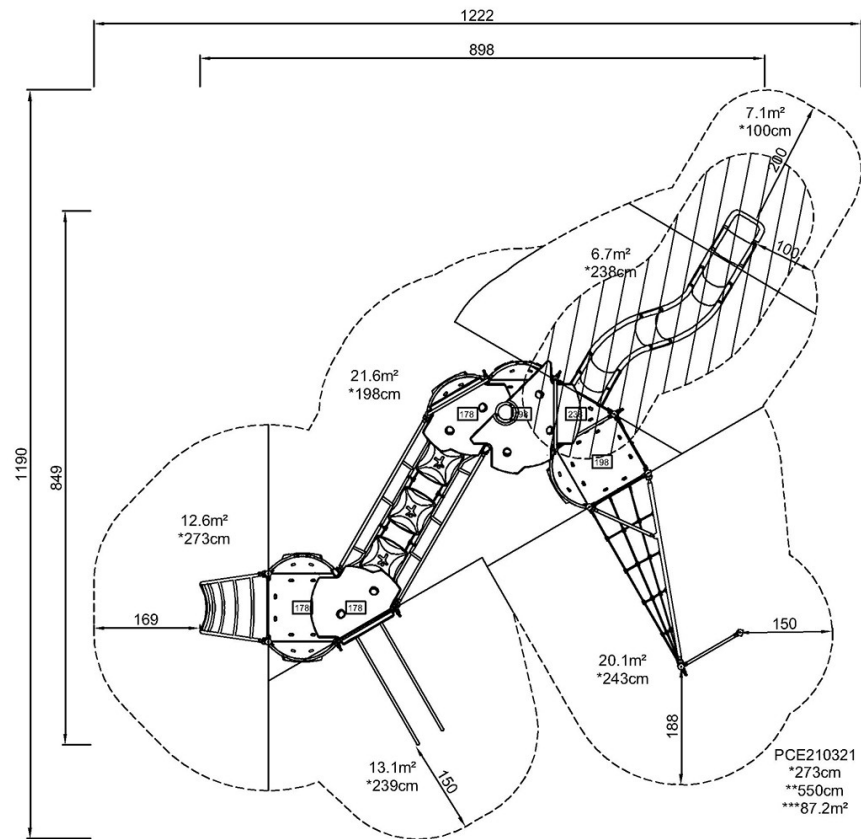 1222
898
7.1m²
*100cm
200
100
6.7m²
*238cm
21.6m²
*198cm
178
238
198
1190
849
12.6m²
*273cm
178
178
169
150
20.1m²
*243cm
188
13.1m²
*239cm
150
PCE210321
*273cm
**550cm
***87.2m²